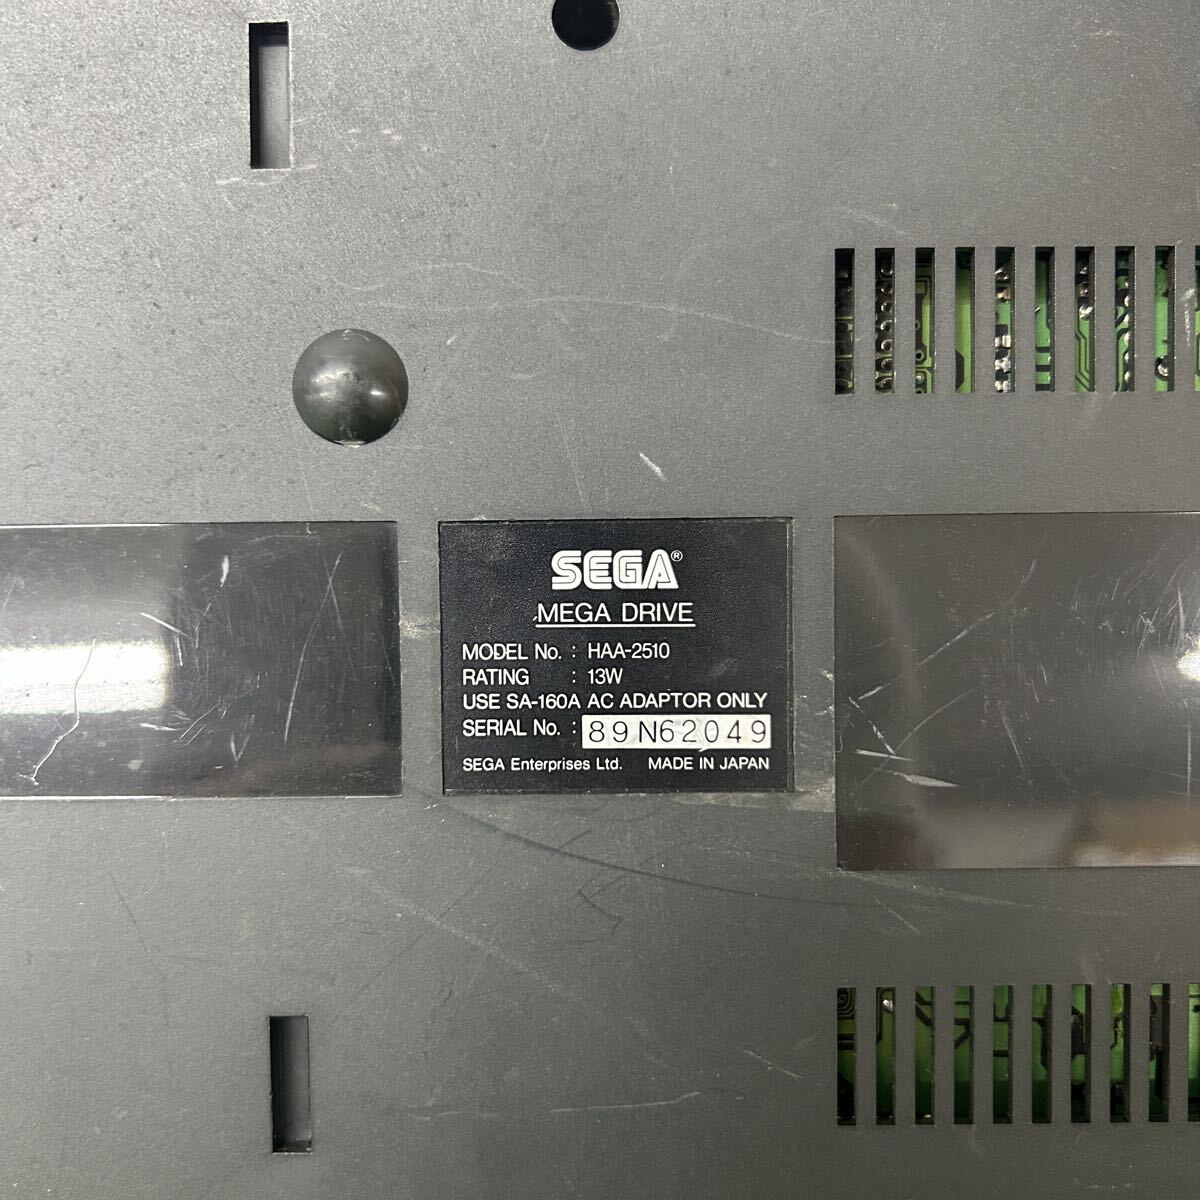 SEGA®
MEGA DRIVE
MODEL No. : HAA-2510
RATING : 13W
USE SA-160A AC ADAPTOR ONLY
SERIAL No. : 89N62049
SEGA Enterprises Ltd. MADE IN JAPAN